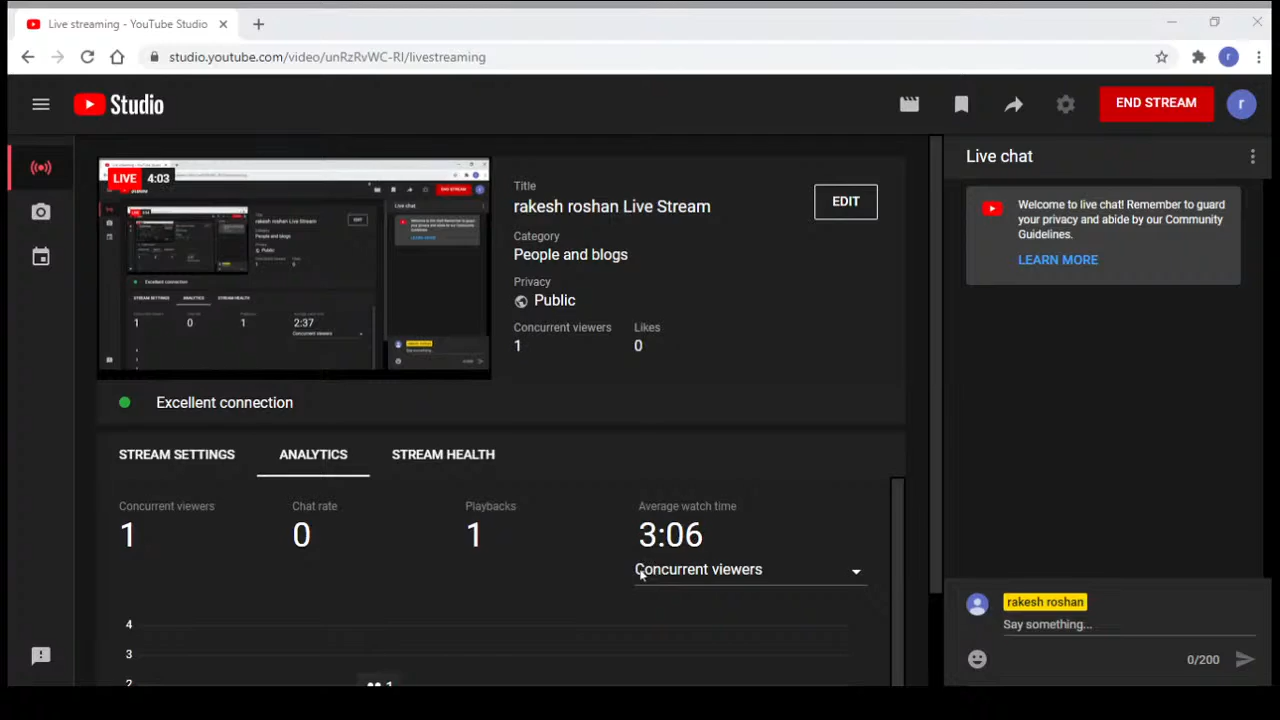 Live streaming - YouTube Studio
studio.youtube.com/video/unRzRvWC-RI/livestreaming
r
Studio
END STREAM
r
LIVE 4:03
Title
rakesh roshan Live Stream
EDIT
Category
People and blogs
Privacy
Public
Concurrent viewers Likes
1 0
Excellent connection
STREAM SETTINGS ANALYTICS STREAM HEALTH
Concurrent viewers Chat rate Playbacks Average watch time
1 0 1 3:06
Concurrent viewers
4
3
2
1
Live chat
Welcome to live chat! Remember to guard
your privacy and abide by our Community
Guidelines.
LEARN MORE
rakesh roshan
Say something...
0/200